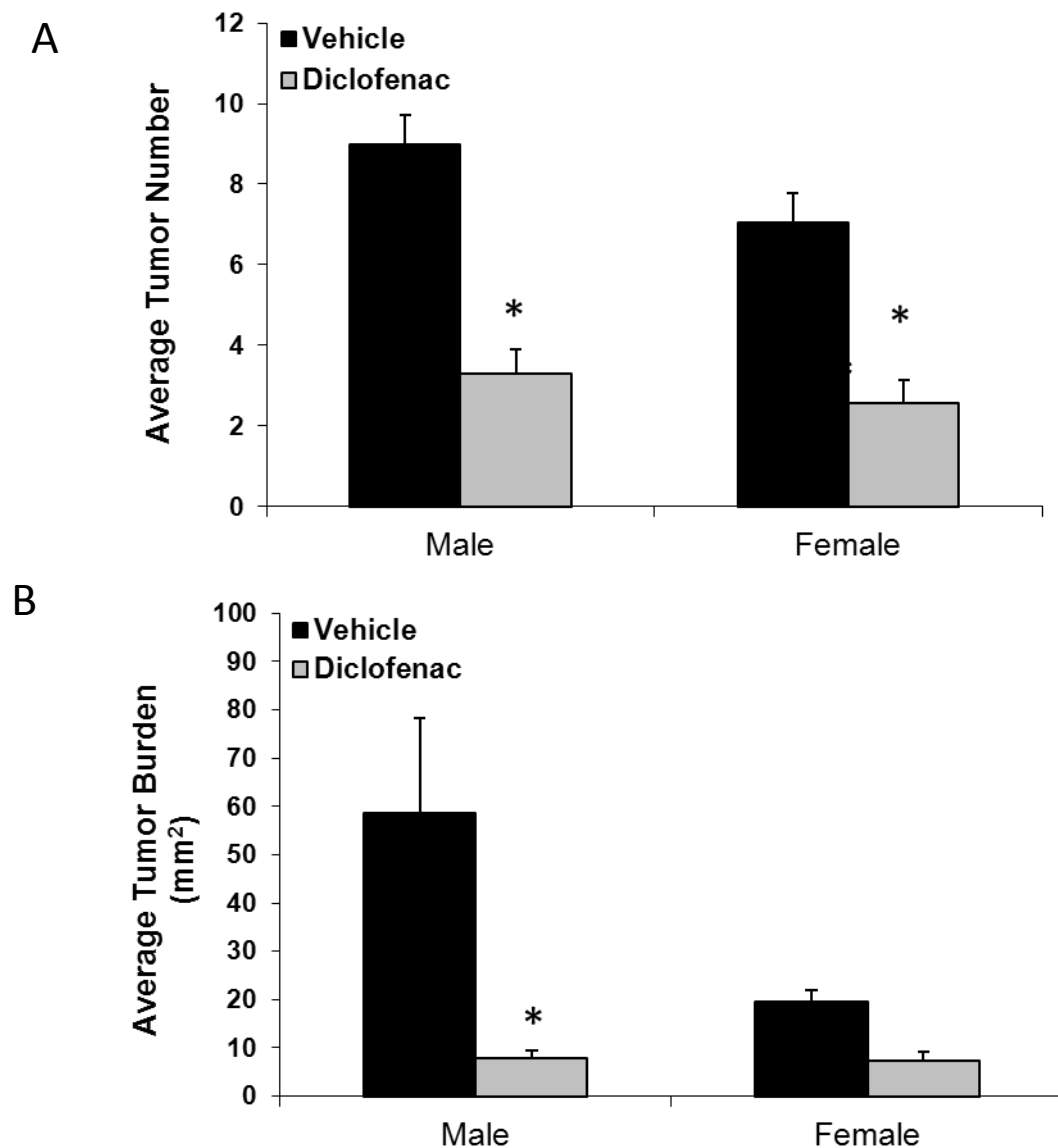 A
12
10
8
6
4
2
0
Average Tumor Number
Vehicle
Diclofenac
*
*
Male
Female
B
100
90
80
70
60
50
40
30
20
10
0
Average Tumor Burden
(mm²)
Vehicle
Diclofenac
*
Male
Female